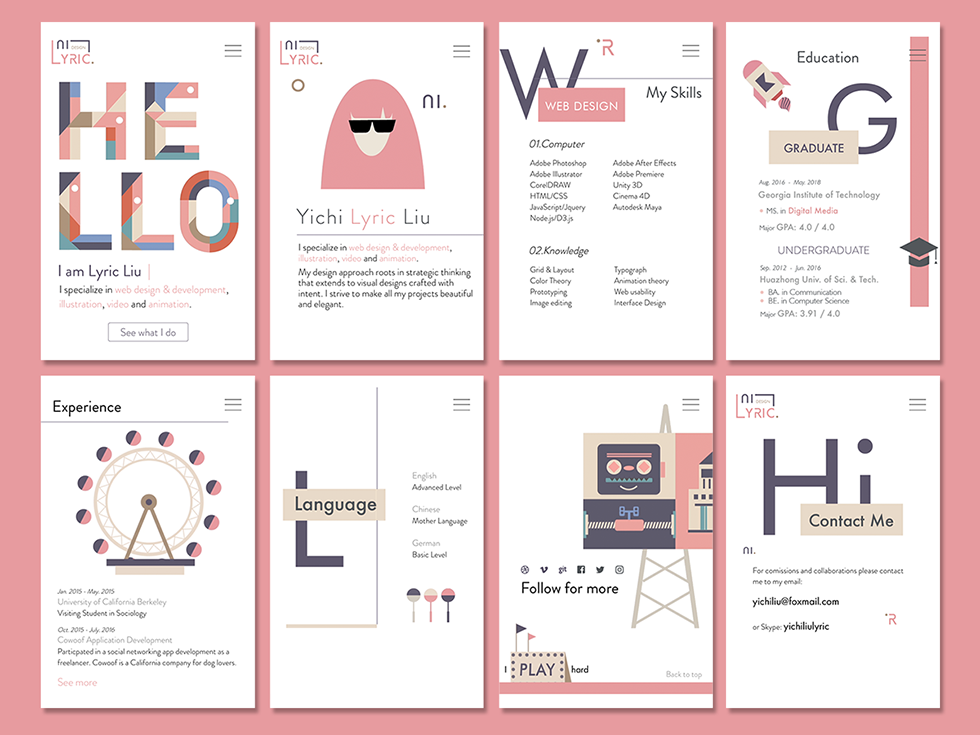 NI DESIGN
LYRIC.
HE
LLO
I am Lyric Liu
I specialize in web design & development,
illustration, video and animation.
See what I do
NI DESIGN
LYRIC.
NI.
Yichi Lyric Liu
I specialize in web design & development,
illustration, video and animation.
My design approach roots in strategic thinking
that extends to visual designs crafted with
intent. I strive to make all my projects beautiful
and elegant.
W
R
My Skills
WEB DESIGN
01.Computer
Adobe Photoshop
Adobe Illustrator
CorelDRAW
HTML/CSS
JavaScript/Jquery
Node.js/D3.js
Adobe After Effects
Adobe Premiere
Unity 3D
Cinema 4D
Autodesk Maya
02.Knowledge
Grid & Layout
Color Theory
Prototyping
Image editing
Typograph
Animation theory
Web usability
Interface Design
Education
G
GRADUATE
Aug. 2016 - May. 2018
Georgia Institute of Technology
MS. in Digital Media
Major GPA: 4.0 / 4.0
UNDERGRADUATE
Sep. 2012 - Jun. 2016
Huazhong Univ. of Sci. & Tech.
BA. in Communication
BE. in Computer Science
Major GPA: 3.91 / 4.0
Experience
Jan. 2015 - May. 2015
University of California Berkeley
Visiting Student in Sociology
Oct. 2015 - July. 2016
Cowoof Application Development
Particpated in a social networking app development as a
freelancer. Cowoof is a California company for dog lovers.
See more
L
Language
English
Advanced Level
Chinese
Mother Language
German
Basic Level
git
Follow for more
I PLAY hard
Back to top
NI DESIGN
LYRIC.
Hi
Contact Me
NI.
For comissions and collaborations please contact
me to my email:
yichiliu@foxmail.com
or Skype: yichiliulyric
R